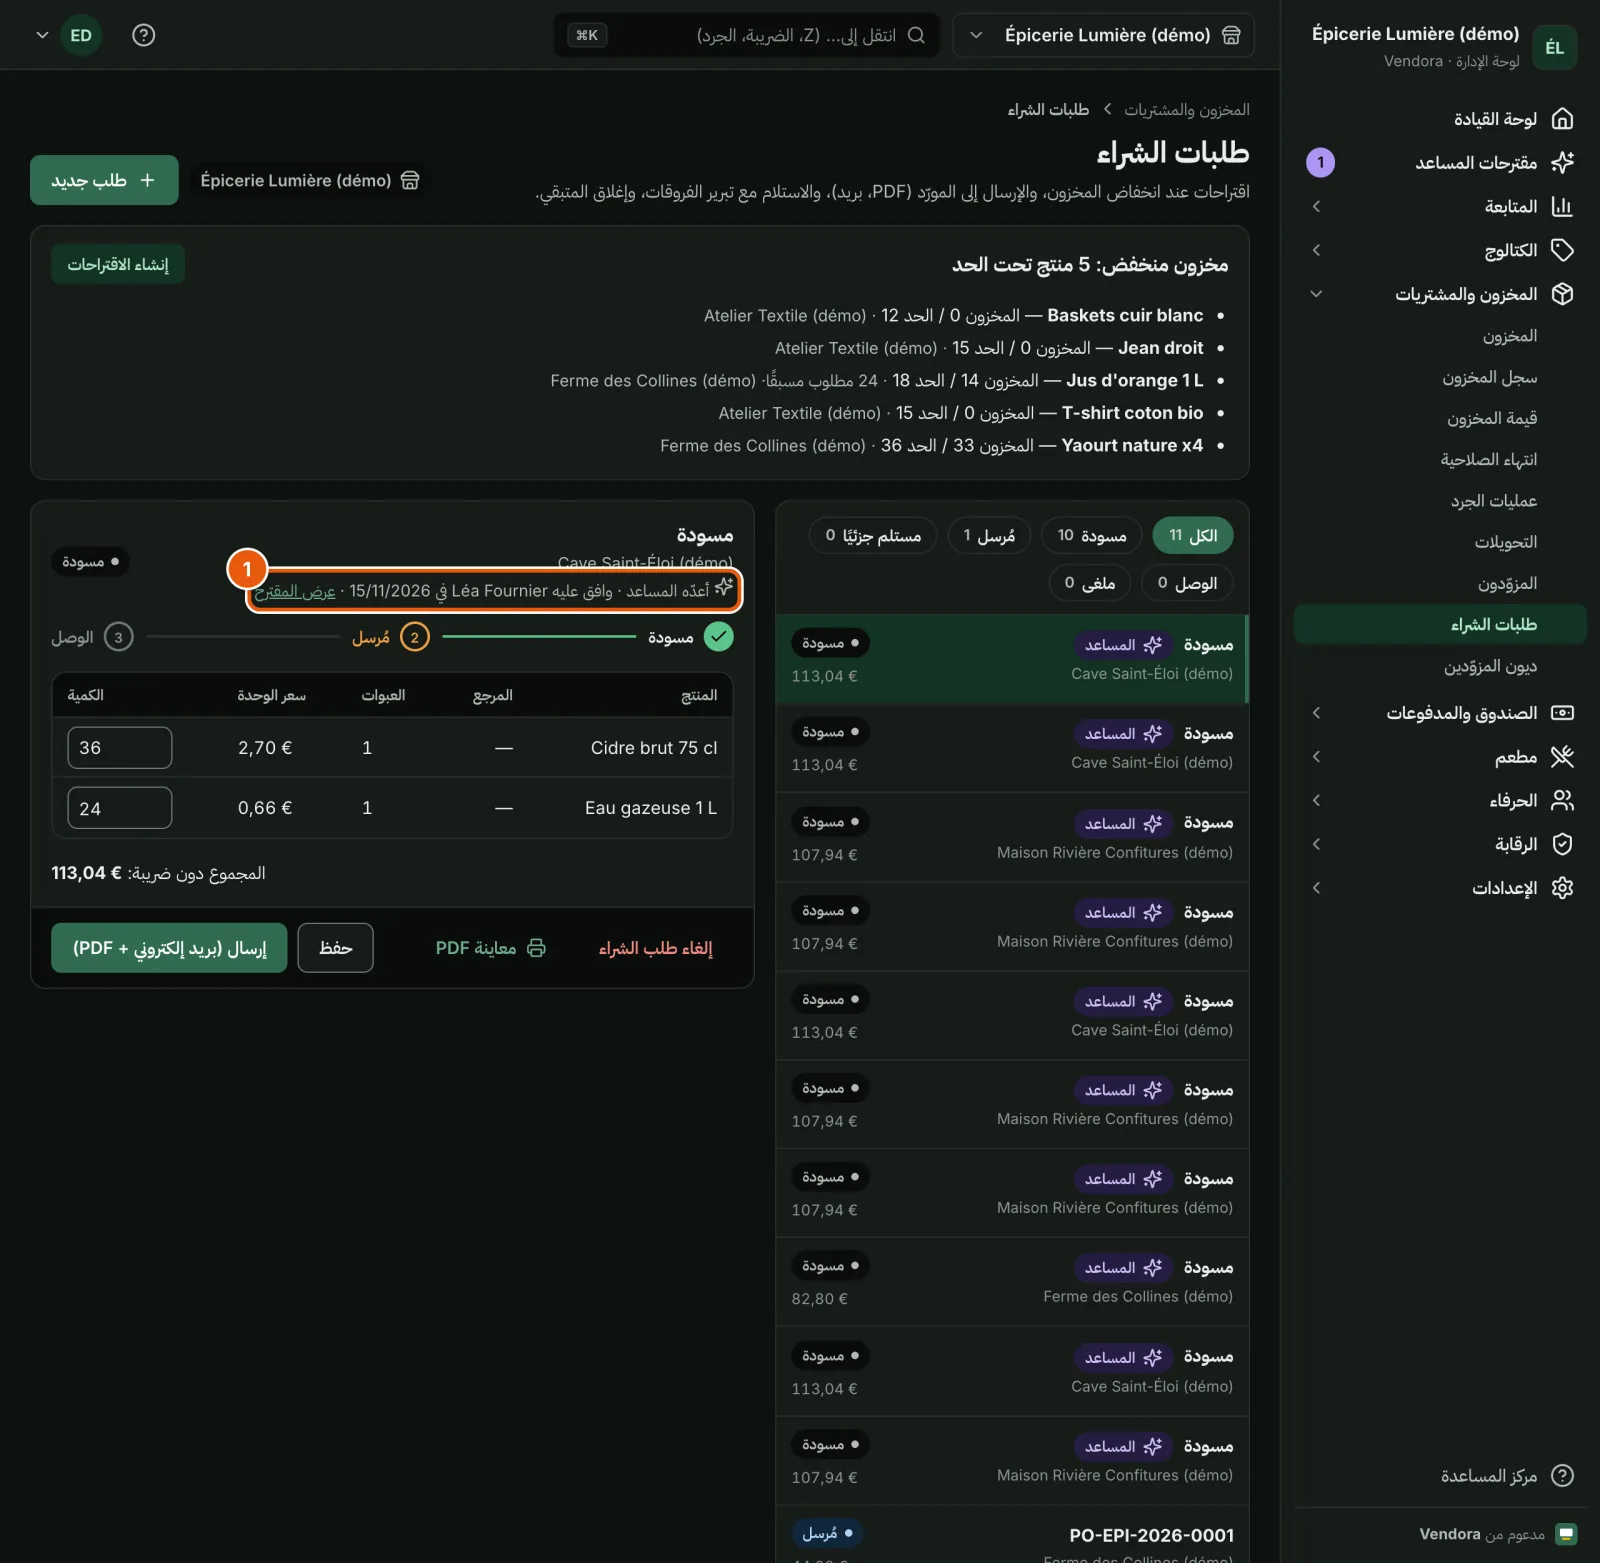 Épicerie Lumière (démo)
ÉL
لوحة الإدارة · Vendora
Épicerie Lumière (démo)
انتقل إلى... (Z، الضريبة، الجرد)
⌘K
ED
لوحة القيادة
مقترحات المساعد
1
المتابعة
الكتالوج
المخزون والمشتريات
المخزون
سجل المخزون
قيمة المخزون
انتهاء الصلاحية
عمليات الجرد
التحويلات
المزوّدون
طلبات الشراء
ديون المزوّدين
الصندوق والمدفوعات
مطعم
الحرفاء
الرقابة
الإعدادات
مركز المساعدة
مدعوم من Vendora
المخزون والمشتريات
طلبات الشراء
طلبات الشراء
اقتراحات عند انخفاض المخزون، والإرسال إلى المورّد (PDF، بريد)، والاستلام مع تبرير الفروقات، وإغلاق المتبقي.
Épicerie Lumière (démo)
طلب جديد
مخزون منخفض: 5 منتج تحت الحد
إنشاء الاقتراحات
Baskets cuir blanc — المخزون 0 / الحد 12 · Atelier Textile (démo)
Jean droit — المخزون 0 / الحد 15 · Atelier Textile (démo)
Jus d'orange 1 L — المخزون 14 / الحد 18 · 24 مطلوب مسبقًا · Ferme des Collines (démo)
T-shirt coton bio — المخزون 0 / الحد 15 · Atelier Textile (démo)
Yaourt nature x4 — المخزون 33 / الحد 36 · Ferme des Collines (démo)
الكل 11
مسودة 10
مُرسل 1
مستلم جزئيًا 0
الوصل 0
ملغى 0
مسودة المساعد مسودة
Cave Saint-Éloi (démo) 113,04 €
مسودة المساعد مسودة
Cave Saint-Éloi (démo) 113,04 €
مسودة المساعد مسودة
Maison Rivière Confitures (démo) 107,94 €
مسودة المساعد مسودة
Maison Rivière Confitures (démo) 107,94 €
مسودة المساعد مسودة
Cave Saint-Éloi (démo) 113,04 €
مسودة المساعد مسودة
Maison Rivière Confitures (démo) 107,94 €
مسودة المساعد مسودة
Maison Rivière Confitures (démo) 107,94 €
مسودة المساعد مسودة
Ferme des Collines (démo) 82,80 €
مسودة المساعد مسودة
Cave Saint-Éloi (démo) 113,04 €
مسودة المساعد مسودة
Maison Rivière Confitures (démo) 107,94 €
PO-EPI-2026-0001 مُرسل
Ferme des Collines (démo)
مسودة
مسودة
Cave Saint-Éloi (démo)
1
أعدّه المساعد · وافق عليه Léa Fournier في 15/11/2026 · عرض المقترح
مسودة
2 مُرسل
3 الوصل
المنتج المرجع العبوات سعر الوحدة الكمية
Cidre brut 75 cl — 1 2,70 € 36
Eau gazeuse 1 L — 1 0,66 € 24
المجموع دون ضريبة: 113,04 €
إلغاء طلب الشراء
معاينة PDF
حفظ
إرسال (بريد إلكتروني + PDF)